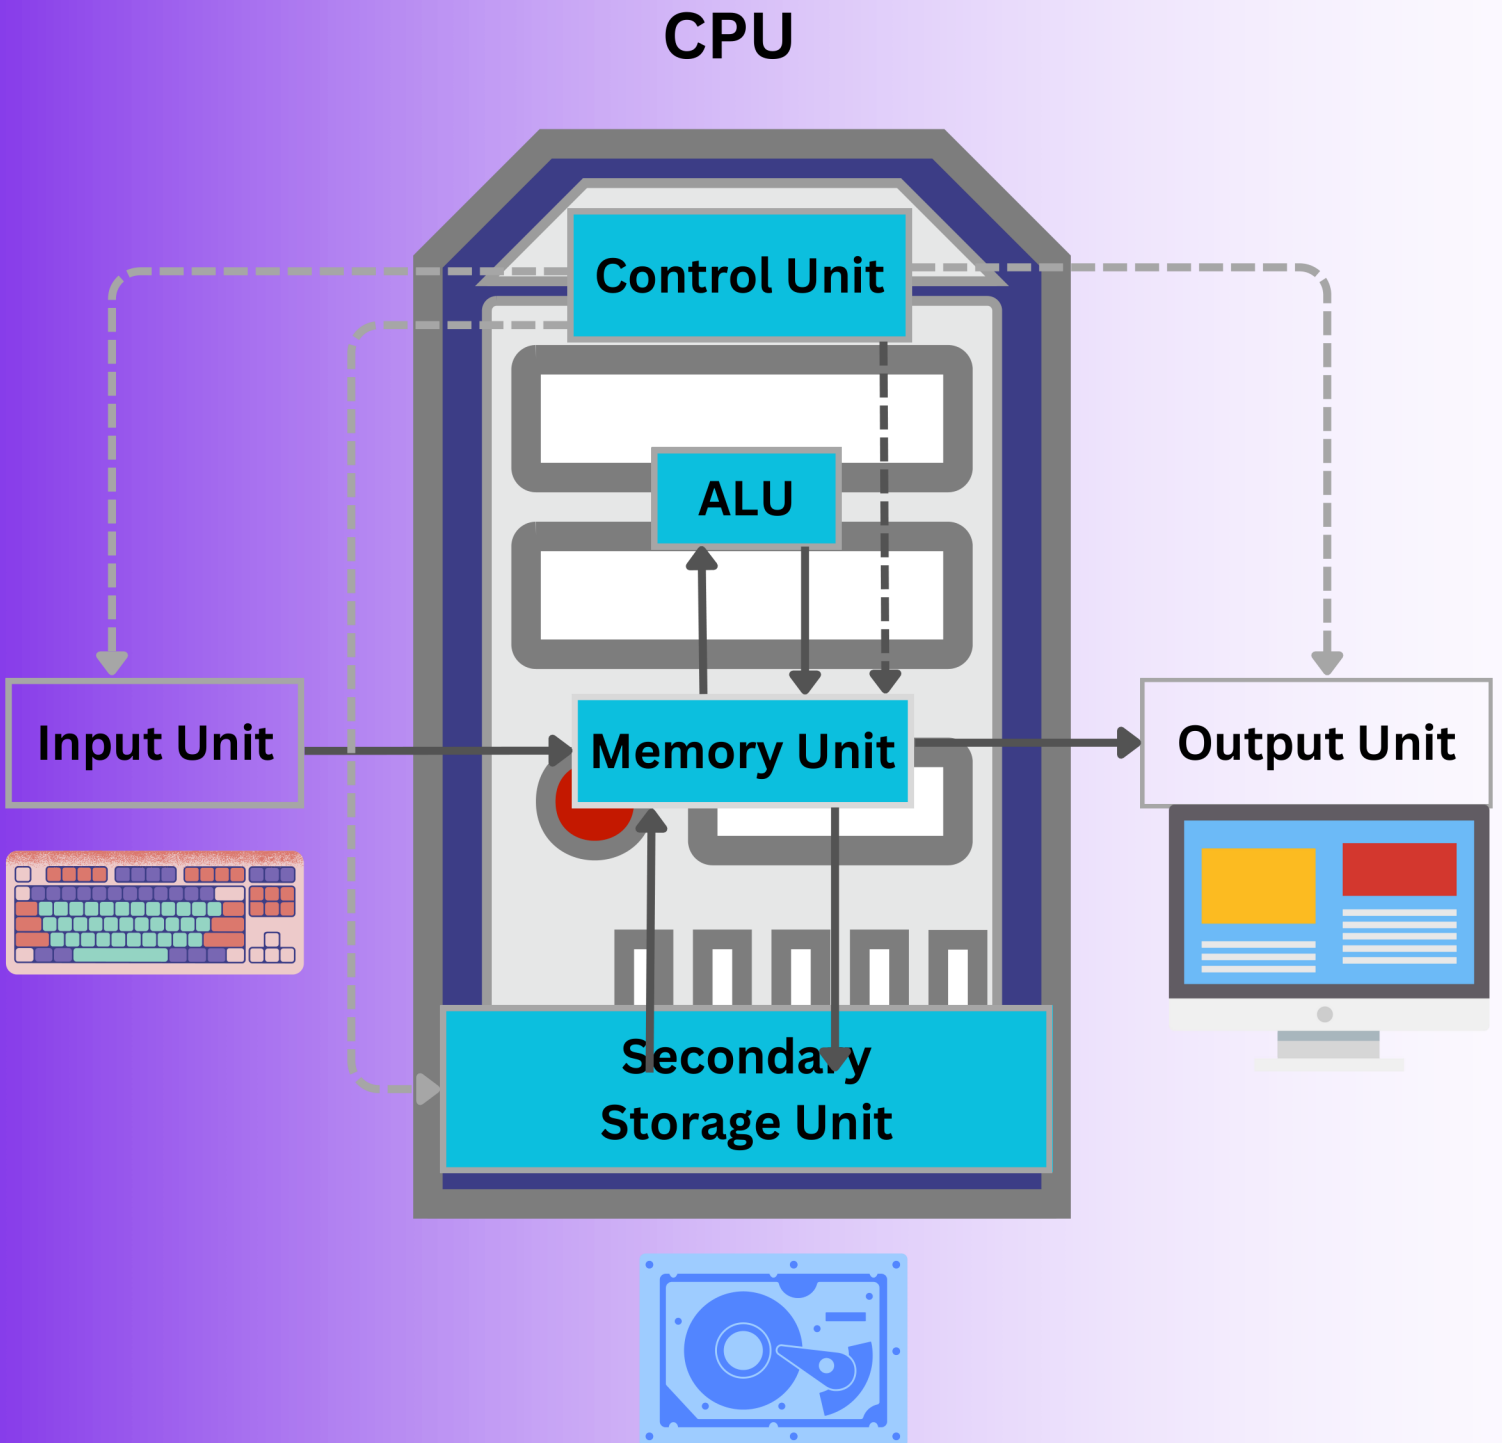 CPU
Control Unit
ALU
Input Unit
Memory Unit
Output Unit
Secondary
Storage Unit